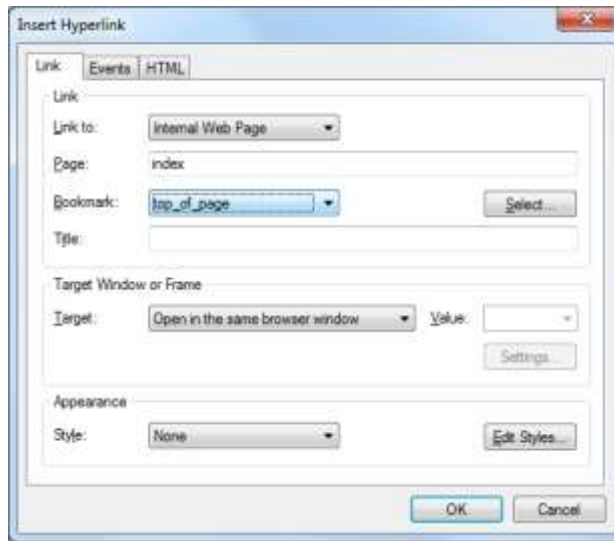 Insert Hyperlink
Link Events HTML
Link
Link to: Internal Web Page
Page: index
Bookmark: top_of_page Select...
Title:
Target Window or Frame
Target: Open in the same browser window Value:
Settings...
Appearance
Style: None Edit Styles...
OK Cancel